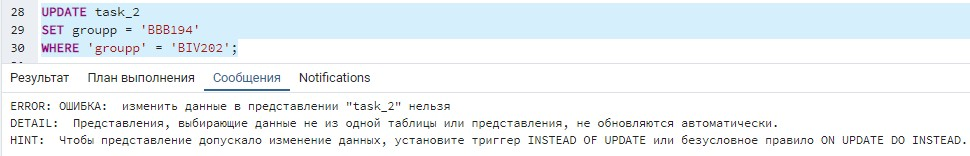 28 UPDATE task_2
29 SET groupp = 'BBB194'
30 WHERE 'groupp' = 'BIV202';
Результат План выполнения Сообщения Notifications
ERROR: ОШИБКА: изменить данные в представлении "task_2" нельзя
DETAIL: Представления, выбирающие данные не из одной таблицы или представления, не обновляются автоматически.
HINT: Чтобы представление допускало изменение данных, установите триггер INSTEAD OF UPDATE или безусловное правило ON UPDATE DO INSTEAD.